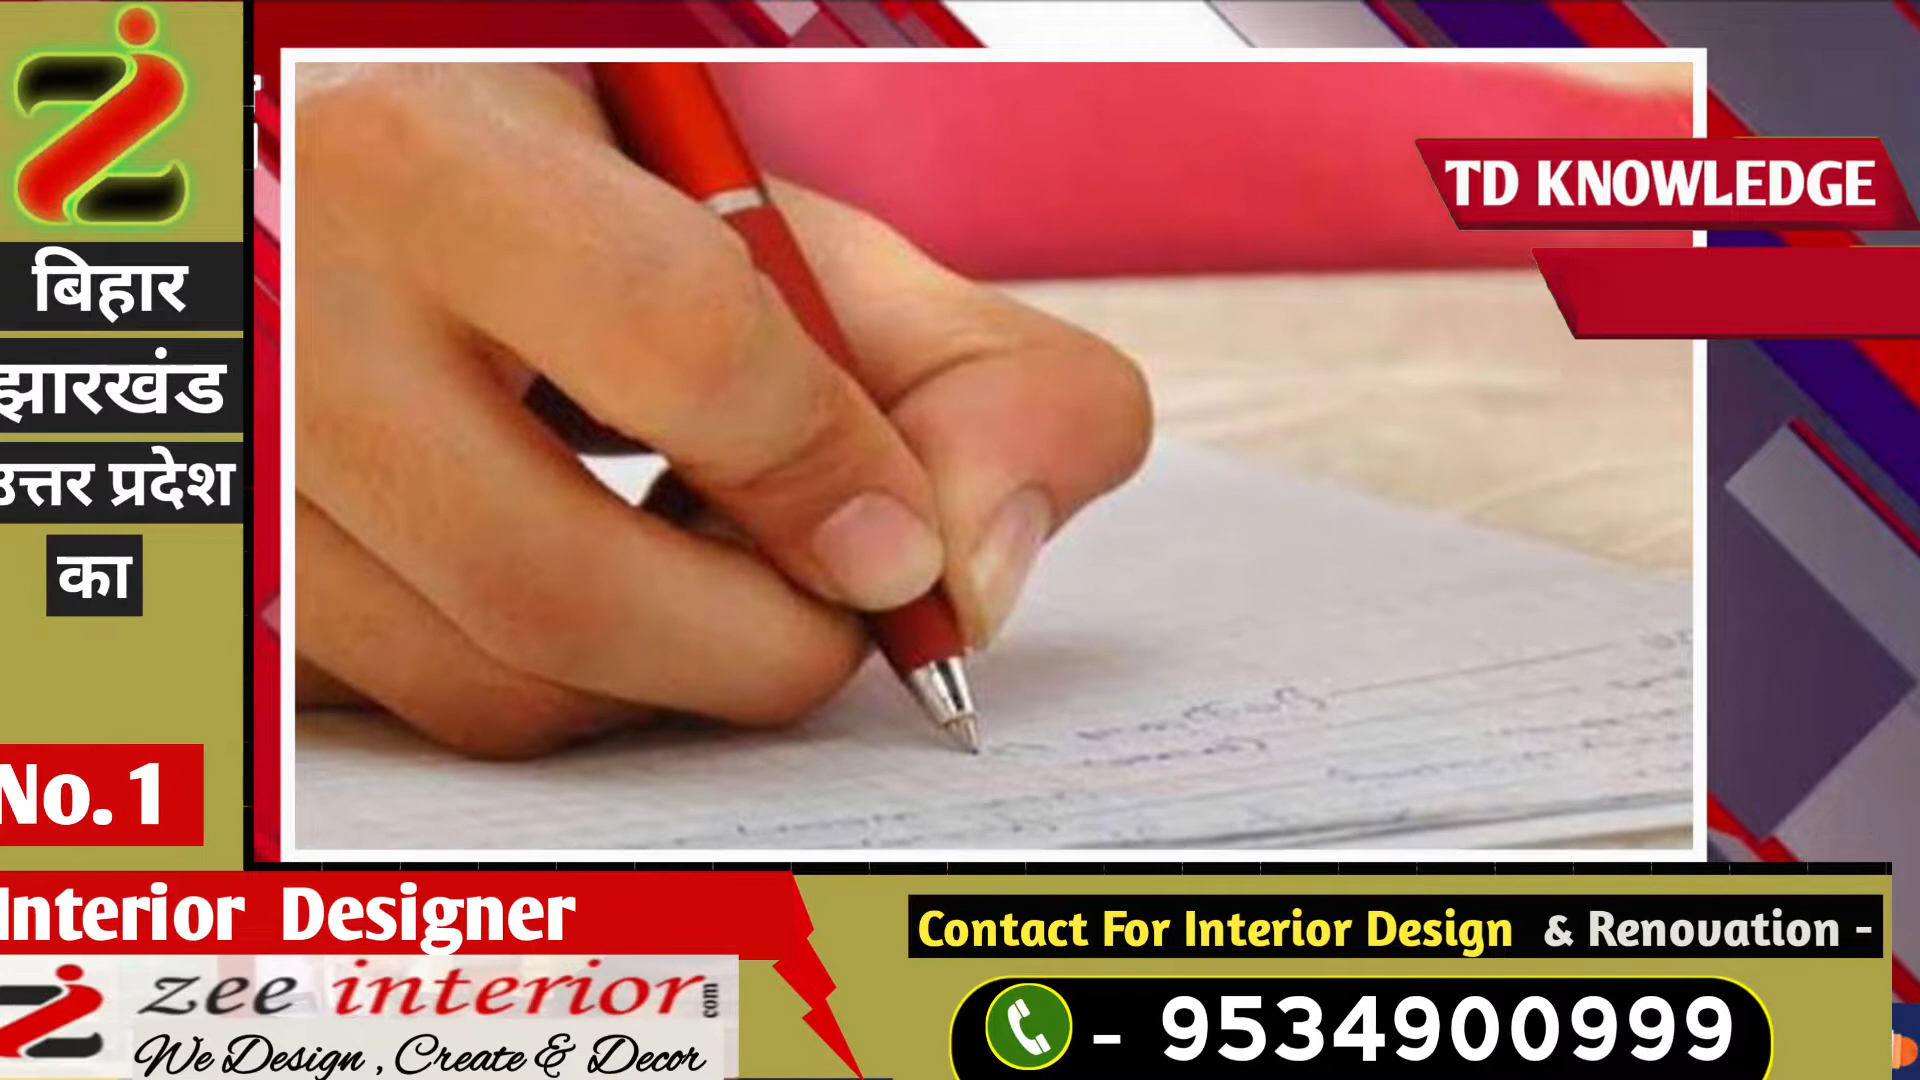 TD KNOWLEDGE
बिहार
झारखंड
उत्तर प्रदेश
का
No. 1
Interior Designer
zee interior.com
We Design , Create & Decor
Contact For Interior Design & Renovation -
- 9534900999